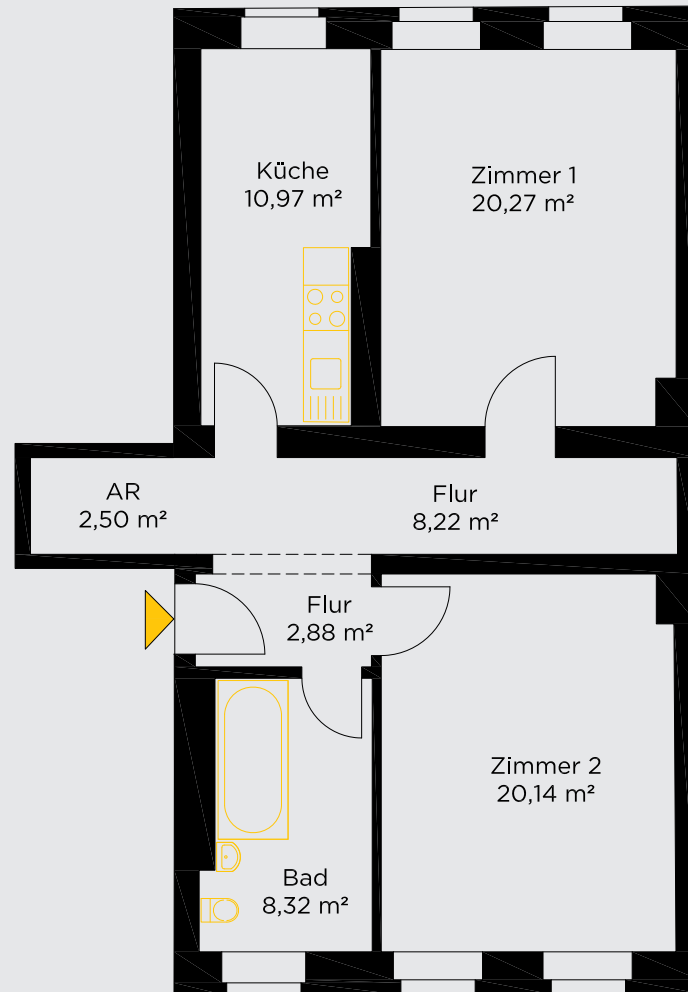 Küche
10,97 m²
Zimmer 1
20,27 m²
AR
2,50 m²
Flur
8,22 m²
Flur
2,88 m²
Zimmer 2
20,14 m²
Bad
8,32 m²